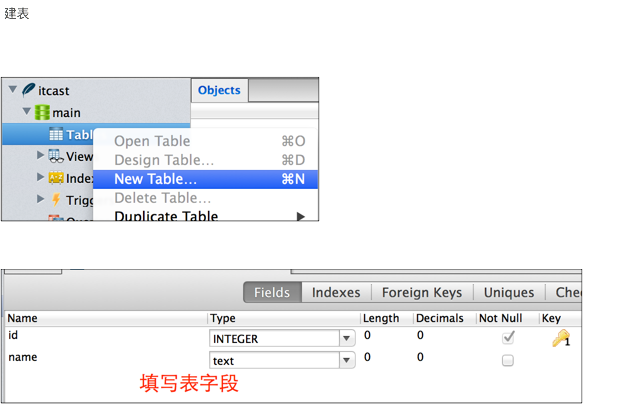 建表
itcast
Objects
main
Open Table ⌘O
View Design Table... ⌘D
Index New Table... ⌘N
Trigg Delete Table...
Duplicate Table
Fields Indexes Foreign Keys Uniques
Name Type Length Decimals Not Null Key
id INTEGER 0 0 1
name text 0 0
填写表字段